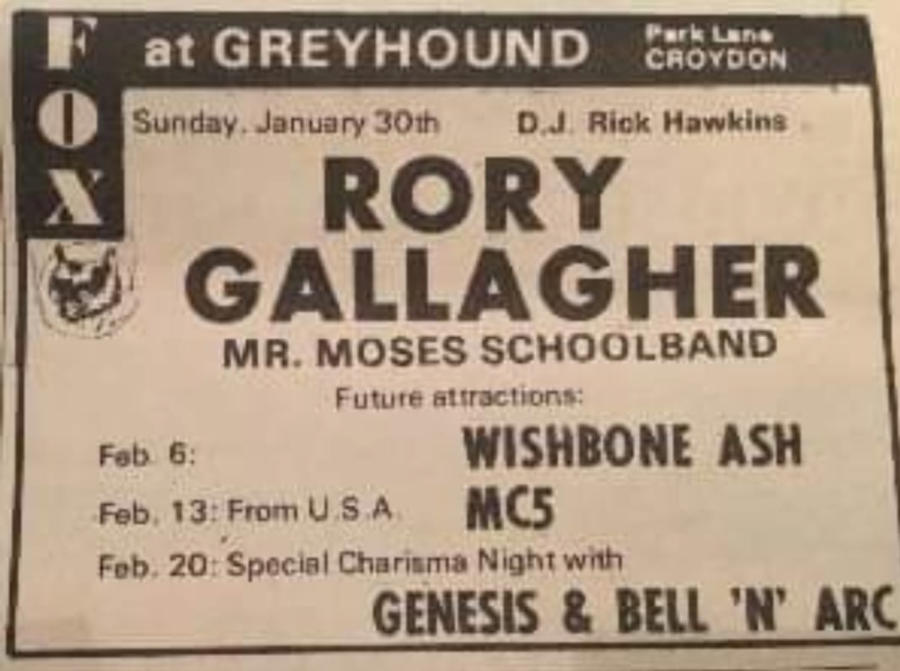 FOX
at GREYHOUND Park Lane
CROYDON
Sunday, January 30th D.J. Rick Hawkins
RORY
GALLAGHER
MR. MOSES SCHOOLBAND
Future attractions:
Feb. 6: WISHBONE ASH
Feb. 13: From U.S.A. MC5
Feb. 20: Special Charisma Night with
GENESIS & BELL 'N' ARC